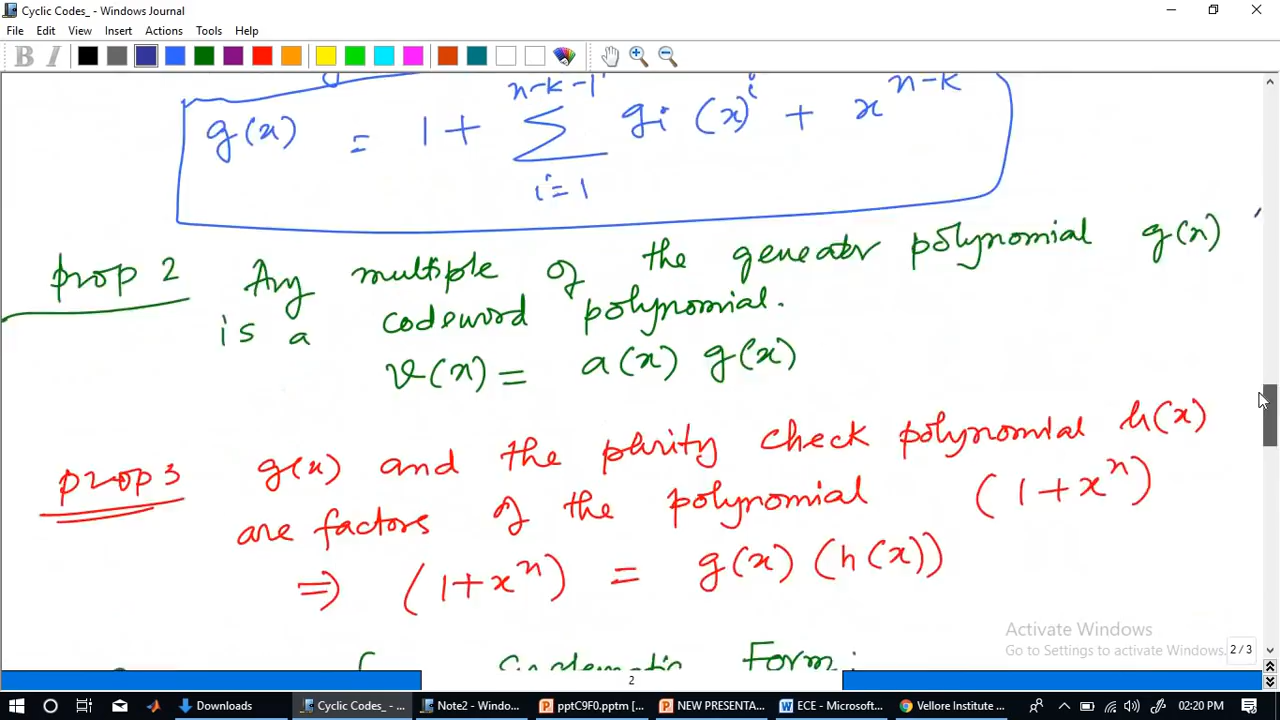 Cyclic Codes_ - Windows Journal
File Edit View Insert Actions Tools Help
B I
n-k-1
g(x) = 1 + ∑ gi (x)^i + x^{n-k}
i=1
prop 2 Any multiple of the geneator polynomial g(x)
is a codeword polynomial.
v(x) = a(x) g(x)
prop 3 g(x) and the parity check polynomial h(x)
are factors of the polynomial (1+x^n)
⇒ (1+x^n) = g(x) (h(x))
Form:
Activate Windows
Go to Settings to activate Windows.
2/3
2
Downloads Cyclic Codes_ - ... Note2 - Windo... pptC9F0.pptm [... NEW PRESENTA... ECE - Microsoft... Vellore Institute ... 02:20 PM